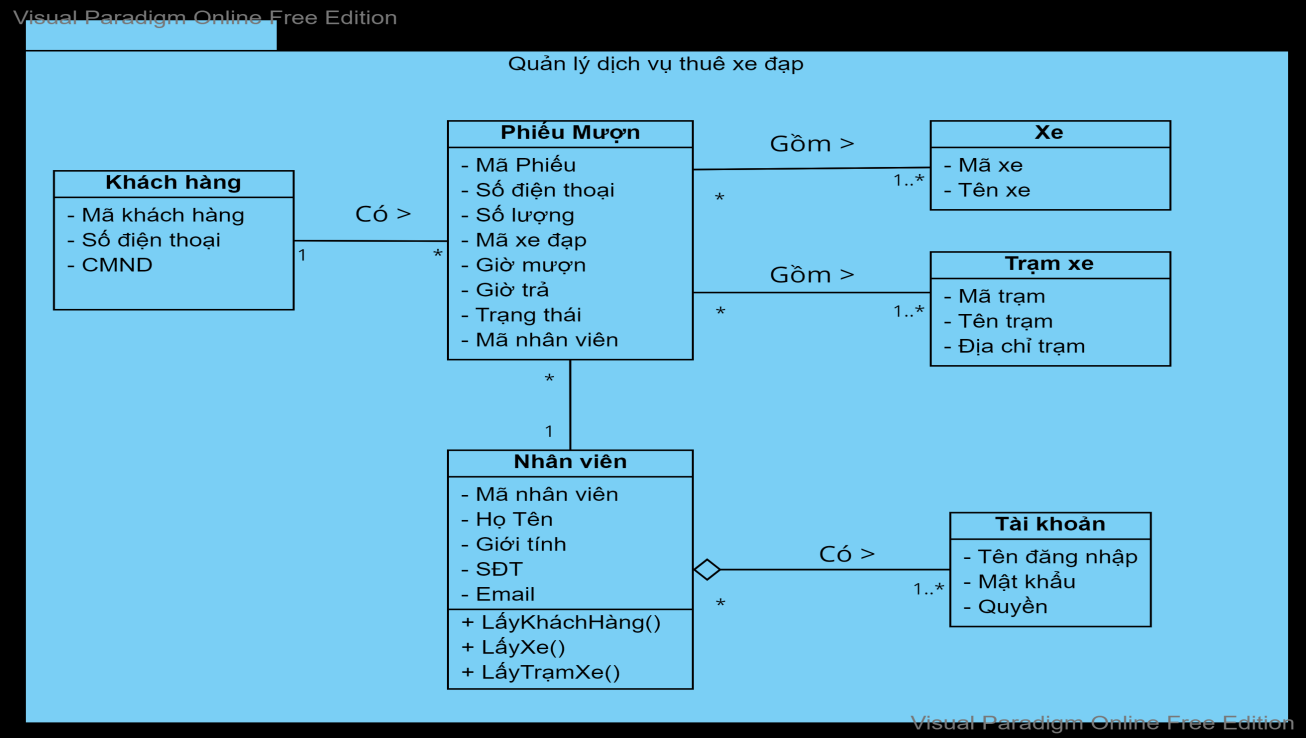 Visual Paradigm Online Free Edition
Quản lý dịch vụ thuê xe đạp
Khách hàng
- Mã khách hàng
- Số điện thoại
- CMND
Có >
1
*
Phiếu Mượn
- Mã Phiếu
- Số điện thoại
- Số lượng
- Mã xe đạp
- Giờ mượn
- Giờ trả
- Trạng thái
- Mã nhân viên
Gồm >
*
1..*
Xe
- Mã xe
- Tên xe
Gồm >
*
1..*
Trạm xe
- Mã trạm
- Tên trạm
- Địa chỉ trạm
*
1
Nhân viên
- Mã nhân viên
- Họ Tên
- Giới tính
- SĐT
- Email
+ LấyKháchHàng()
+ LấyXe()
+ LấyTrạmXe()
Có >
*
1..*
Tài khoản
- Tên đăng nhập
- Mật khẩu
- Quyền
Visual Paradigm Online Free Edition